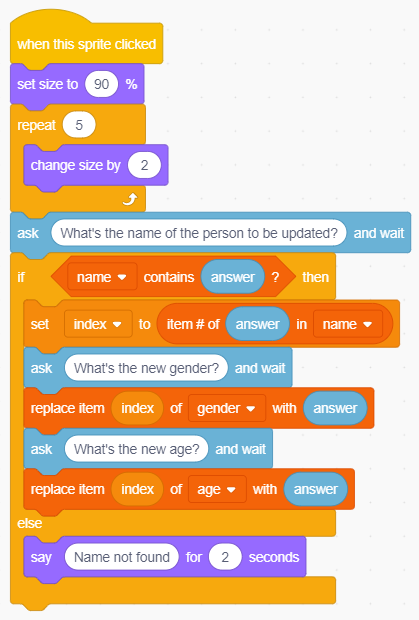 when this sprite clicked
set size to 90 %
repeat 5
change size by 2
ask What's the name of the person to be updated? and wait
if name contains answer ? then
set index to item # of answer in name
ask What's the new gender? and wait
replace item index of gender with answer
ask What's the new age? and wait
replace item index of age with answer
else
say Name not found for 2 seconds